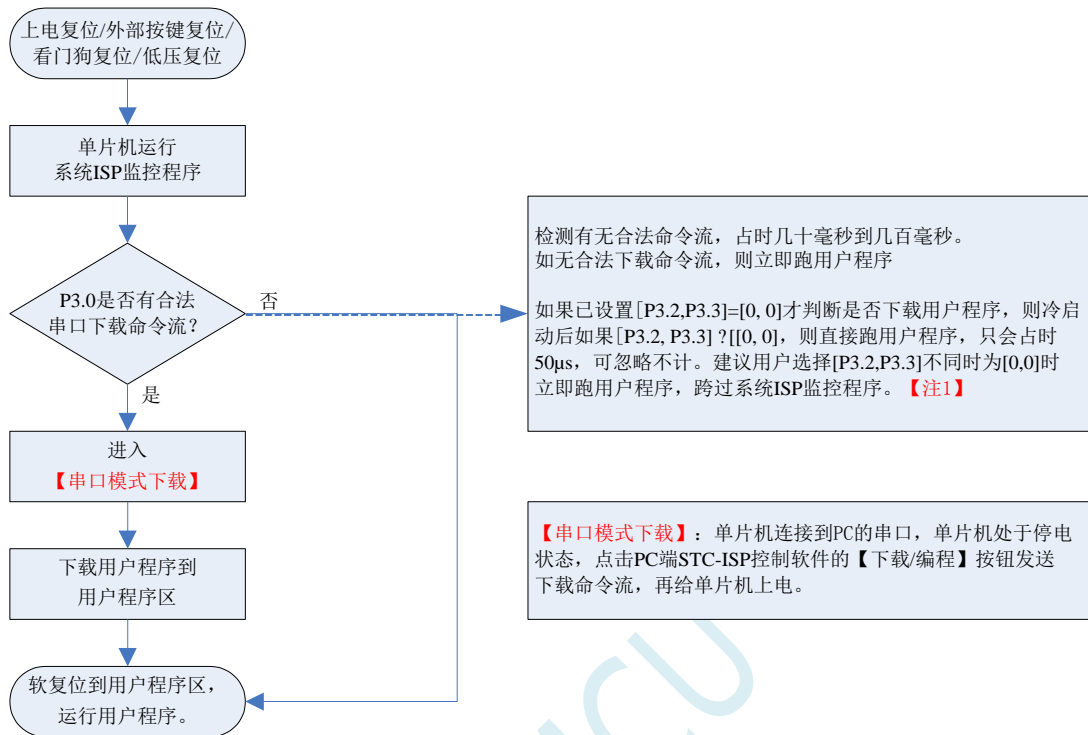 上电复位/外部按键复位/
看门狗复位/低压复位
单片机运行
系统ISP监控程序
P3.0是否有合法
串口下载命令流？
否
是
进入
【串口模式下载】
下载用户程序到
用户程序区
软复位到用户程序区，
运行用户程序。
检测有无合法命令流，占时几十毫秒到几百毫秒。
如无合法下载命令流，则立即跑用户程序
如果已设置[P3.2,P3.3]=[0, 0]才判断是否下载用户程序，则冷启
动后如果[P3.2, P3.3] ?[[0, 0]，则直接跑用户程序，只会占时
50μs，可忽略不计。建议用户选择[P3.2,P3.3]不同时为[0,0]时
立即跑用户程序，跨过系统ISP监控程序。【注1】
【串口模式下载】：单片机连接到PC的串口，单片机处于停电
状态，点击PC端STC-ISP控制软件的【下载/编程】按钮发送
下载命令流，再给单片机上电。
MCU